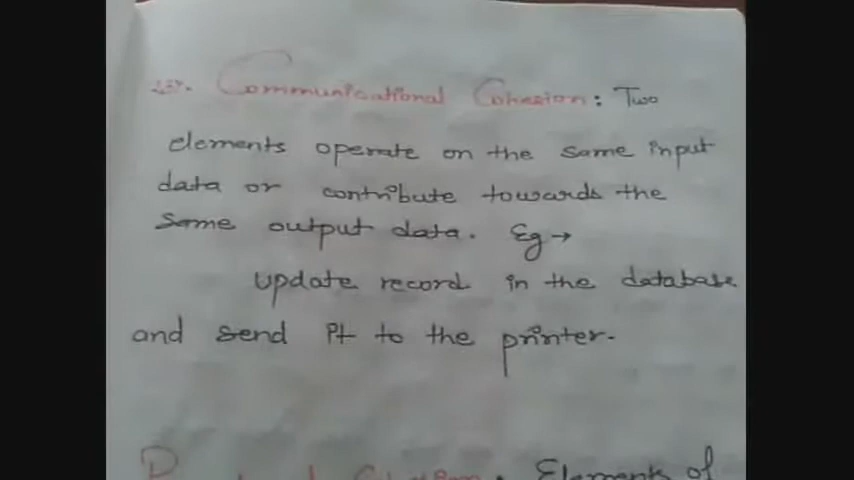 Communicational Cohesion: Two
elements operate on the same input
data or contribute towards the
same output data. Eg →
update record in the database
and send it to the printer.
Elements of